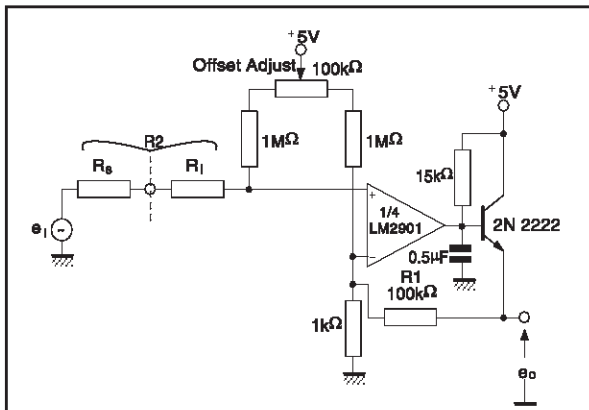 +5V
Offset Adjust
100kΩ
+5V
R2
1MΩ
1MΩ
Rs
RI
15kΩ
+
1/4
LM2901
2N 2222
eI
~
−
0.5μF
R1
100kΩ
1kΩ
eo